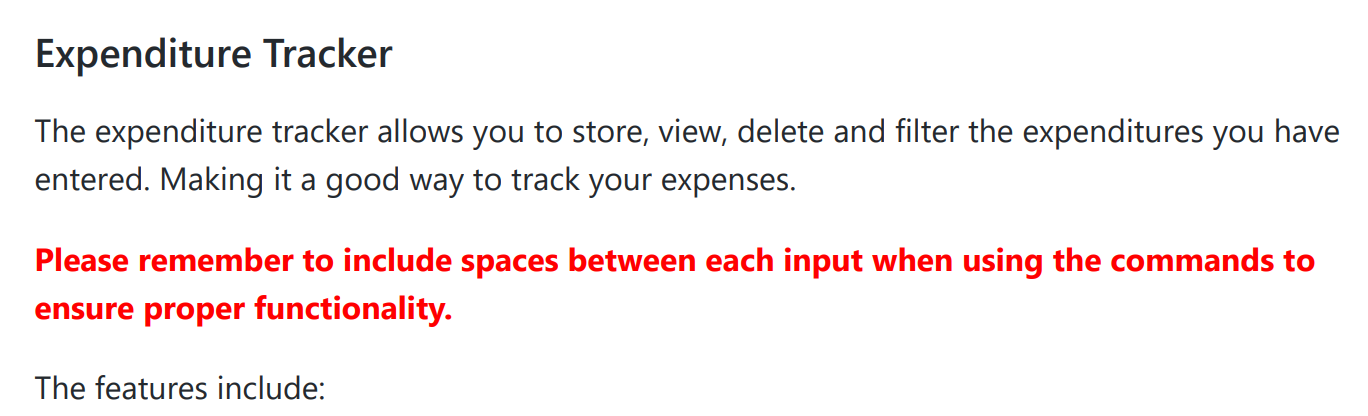 Expenditure Tracker
The expenditure tracker allows you to store, view, delete and filter the expenditures you have
entered. Making it a good way to track your expenses.
Please remember to include spaces between each input when using the commands to
ensure proper functionality.
The features include: